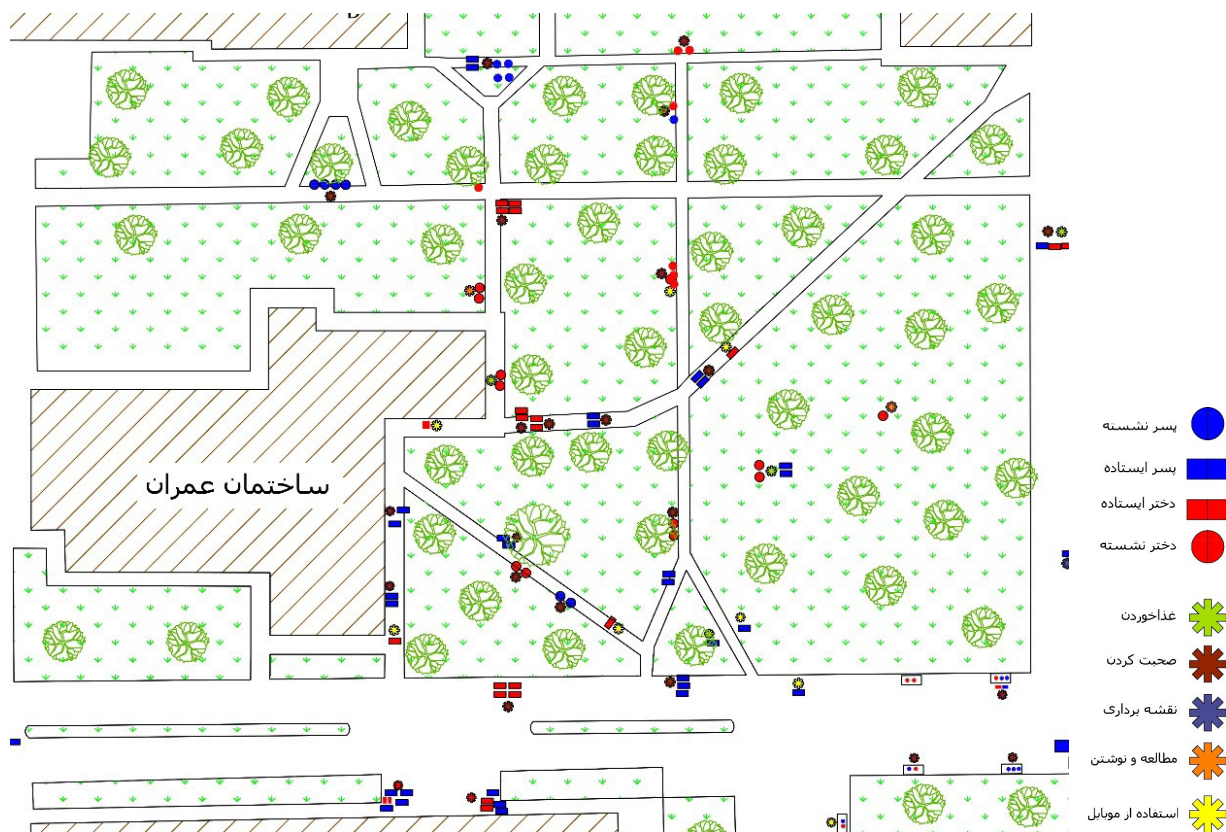 ساختمان عمران
پسر نشسته
پسر ایستاده
دختر ایستاده
دختر نشسته
غذاخوردن
صحبت کردن
نقشه برداری
مطالعه و نوشتن
استفاده از موبایل